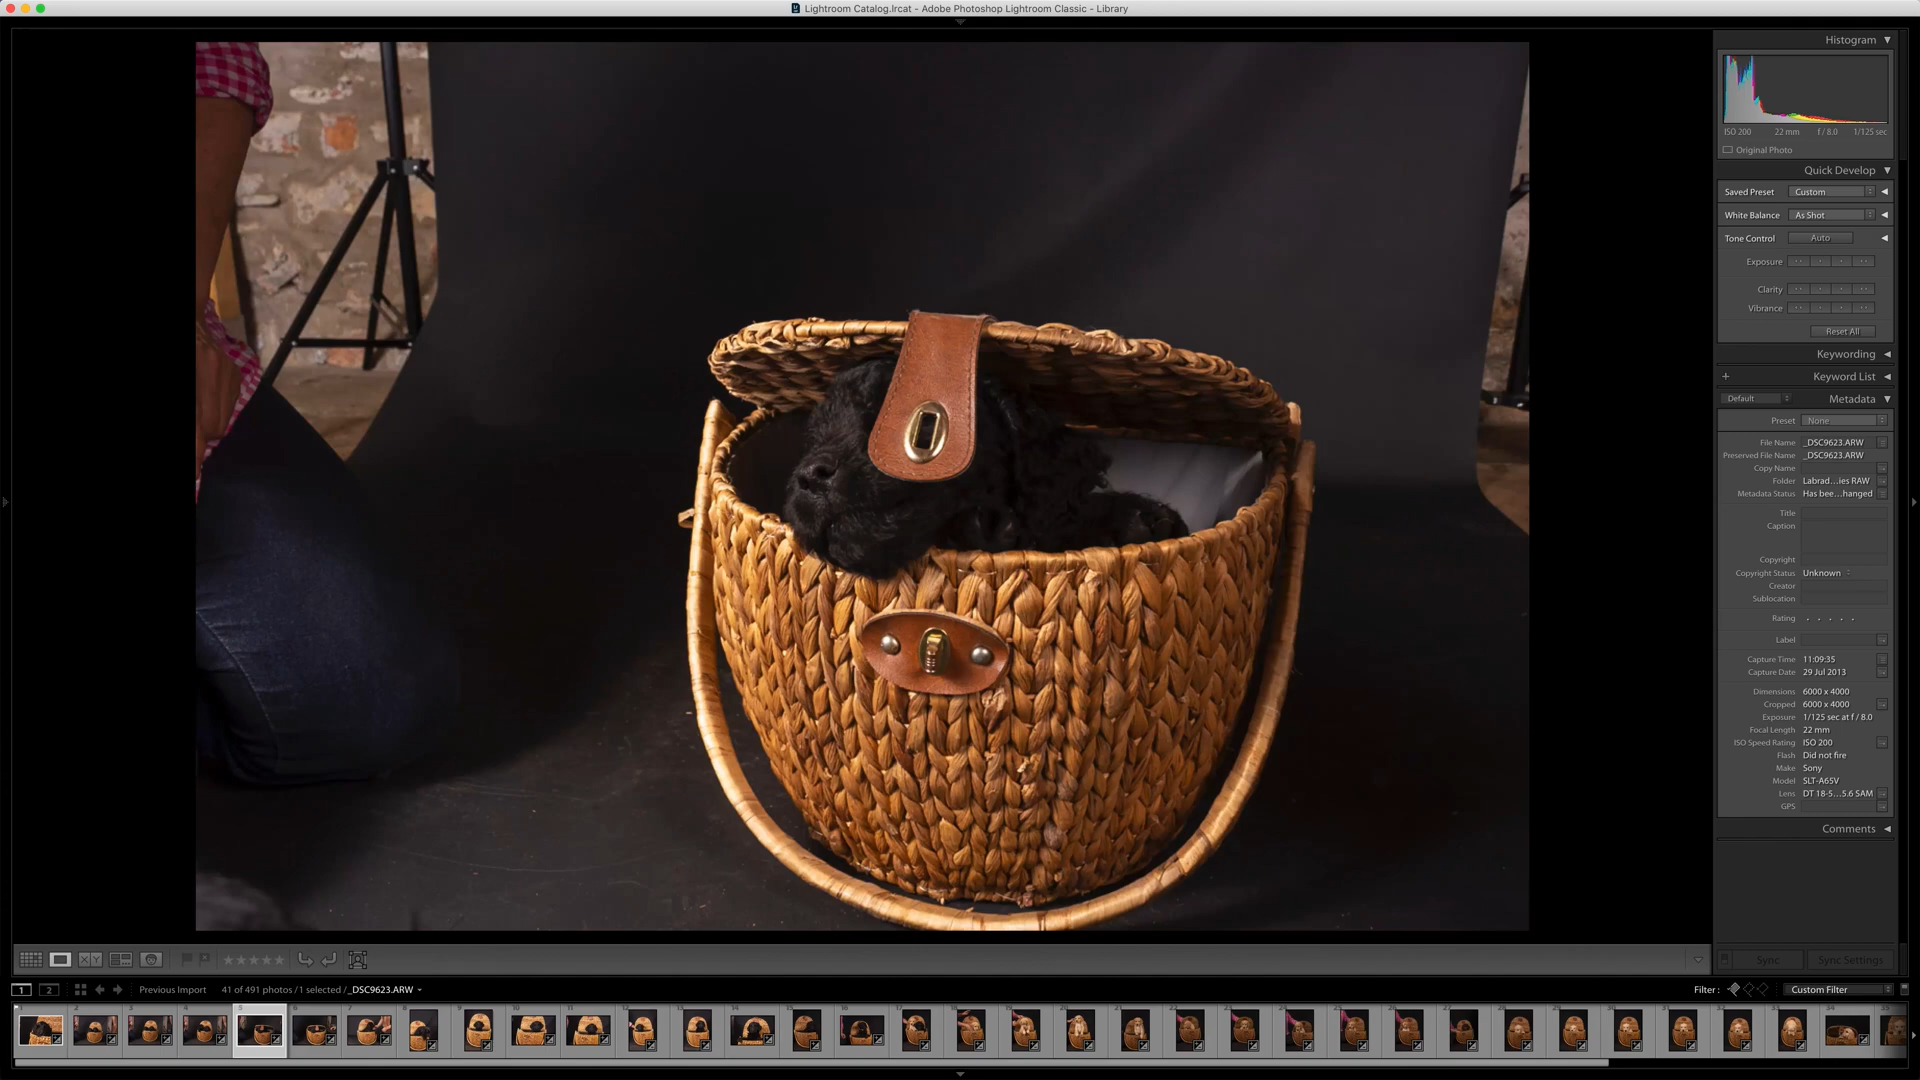 Lightroom Catalog.lrcat - Adobe Photoshop Lightroom Classic - Library
Histogram
ISO 200 22 mm f / 8.0 1/125 sec
Original Photo
Quick Develop
Saved Preset Custom
White Balance As Shot
Tone Control Auto
Exposure
Clarity
Vibrance
Reset All
Keywording
+ Keyword List
Default Metadata
Preset None
File Name _DSC9623.ARW
Preserved File Name _DSC9623.ARW
Copy Name
Folder Labrad...ies RAW
Metadata Status Has bee...hanged
Title
Caption
Copyright
Copyright Status Unknown
Creator
Sublocation
Rating
Label
Capture Time 11:09:35
Capture Date 29 Jul 2013
Dimensions 6000 x 4000
Cropped 6000 x 4000
Exposure 1/125 sec at f / 8.0
Focal Length 22 mm
ISO Speed Rating ISO 200
Flash Did not fire
Make Sony
Model SLT-A65V
Lens DT 18-5...5.6 SAM
GPS
Comments
X Y
Sync Sync Settings
1 2 Previous Import 41 of 491 photos / 1 selected / _DSC9623.ARW Filter : Custom Filter